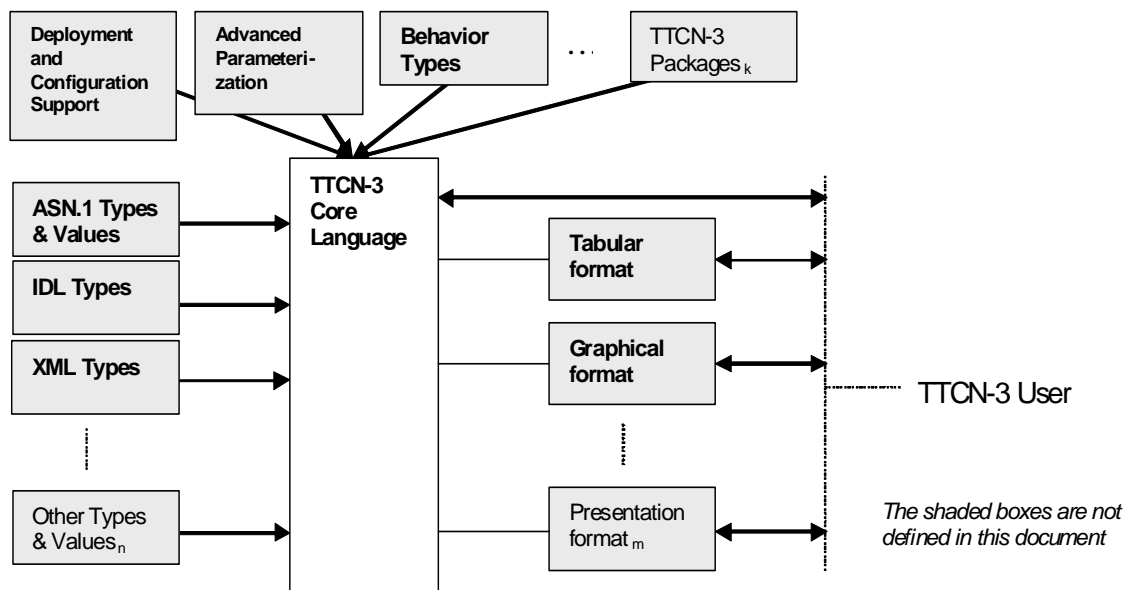 Deployment
and
Configuration
Support
Advanced
Parameteri-
zation
Behavior
Types
...
TTCN-3
Packages k
TTCN-3
Core
Language
ASN.1 Types
& Values
IDL Types
XML Types
Other Types
& Values n
Tabular
format
Graphical
format
Presentation
format m
TTCN-3 User
The shaded boxes are not
defined in this document